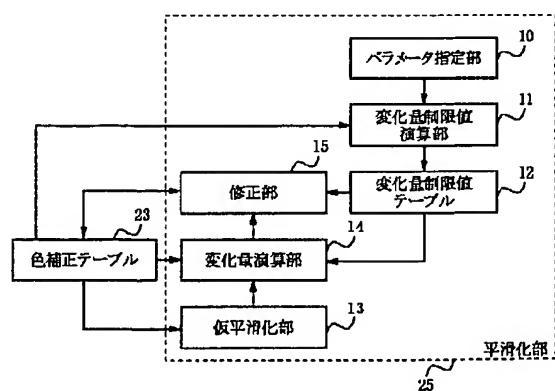 10
パラメータ指定部
11
変化量制限値
演算部
15
12
修正部
変化量制限値
テーブル
23
14
色補正テーブル
変化量演算部
13
仮平滑化部
平滑化部
25